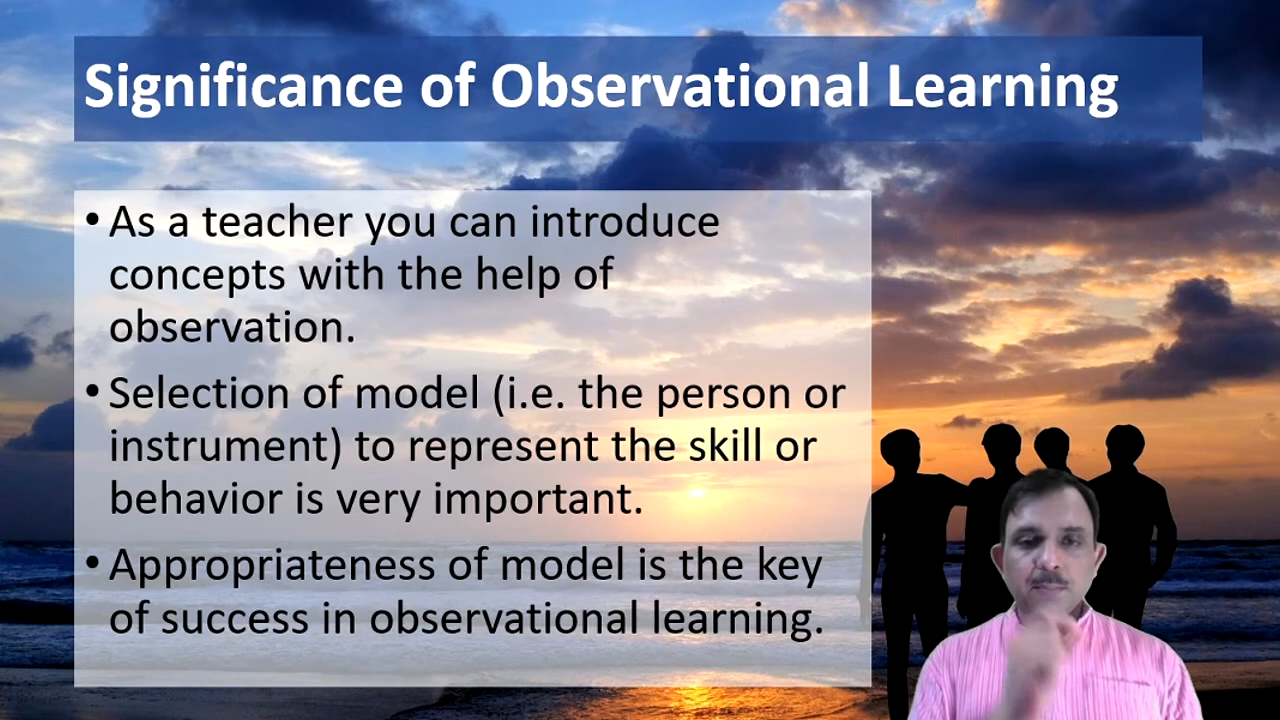 Significance of Observational Learning
• As a teacher you can introduce
concepts with the help of
observation.
• Selection of model (i.e. the person or
instrument) to represent the skill or
behavior is very important.
• Appropriateness of model is the key
of success in observational learning.